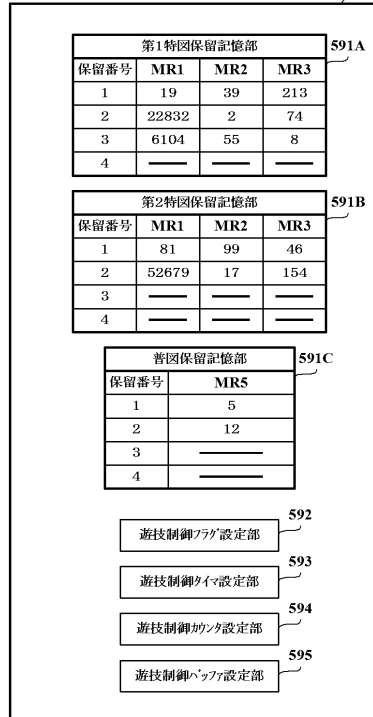 第1特図保留記憶部 591A
保留番号 MR1 MR2 MR3
1 19 39 213
2 22832 2 74
3 6104 55 8
4 —— —— ——
第2特図保留記憶部 591B
保留番号 MR1 MR2 MR3
1 81 99 46
2 52679 17 154
3 —— —— ——
4 —— —— ——
普図保留記憶部 591C
保留番号 MR5
1 5
2 12
3 ——
4 ——
592
遊技制御フラグ設定部
593
遊技制御タイマ設定部
594
遊技制御カウンタ設定部
595
遊技制御バッファ設定部